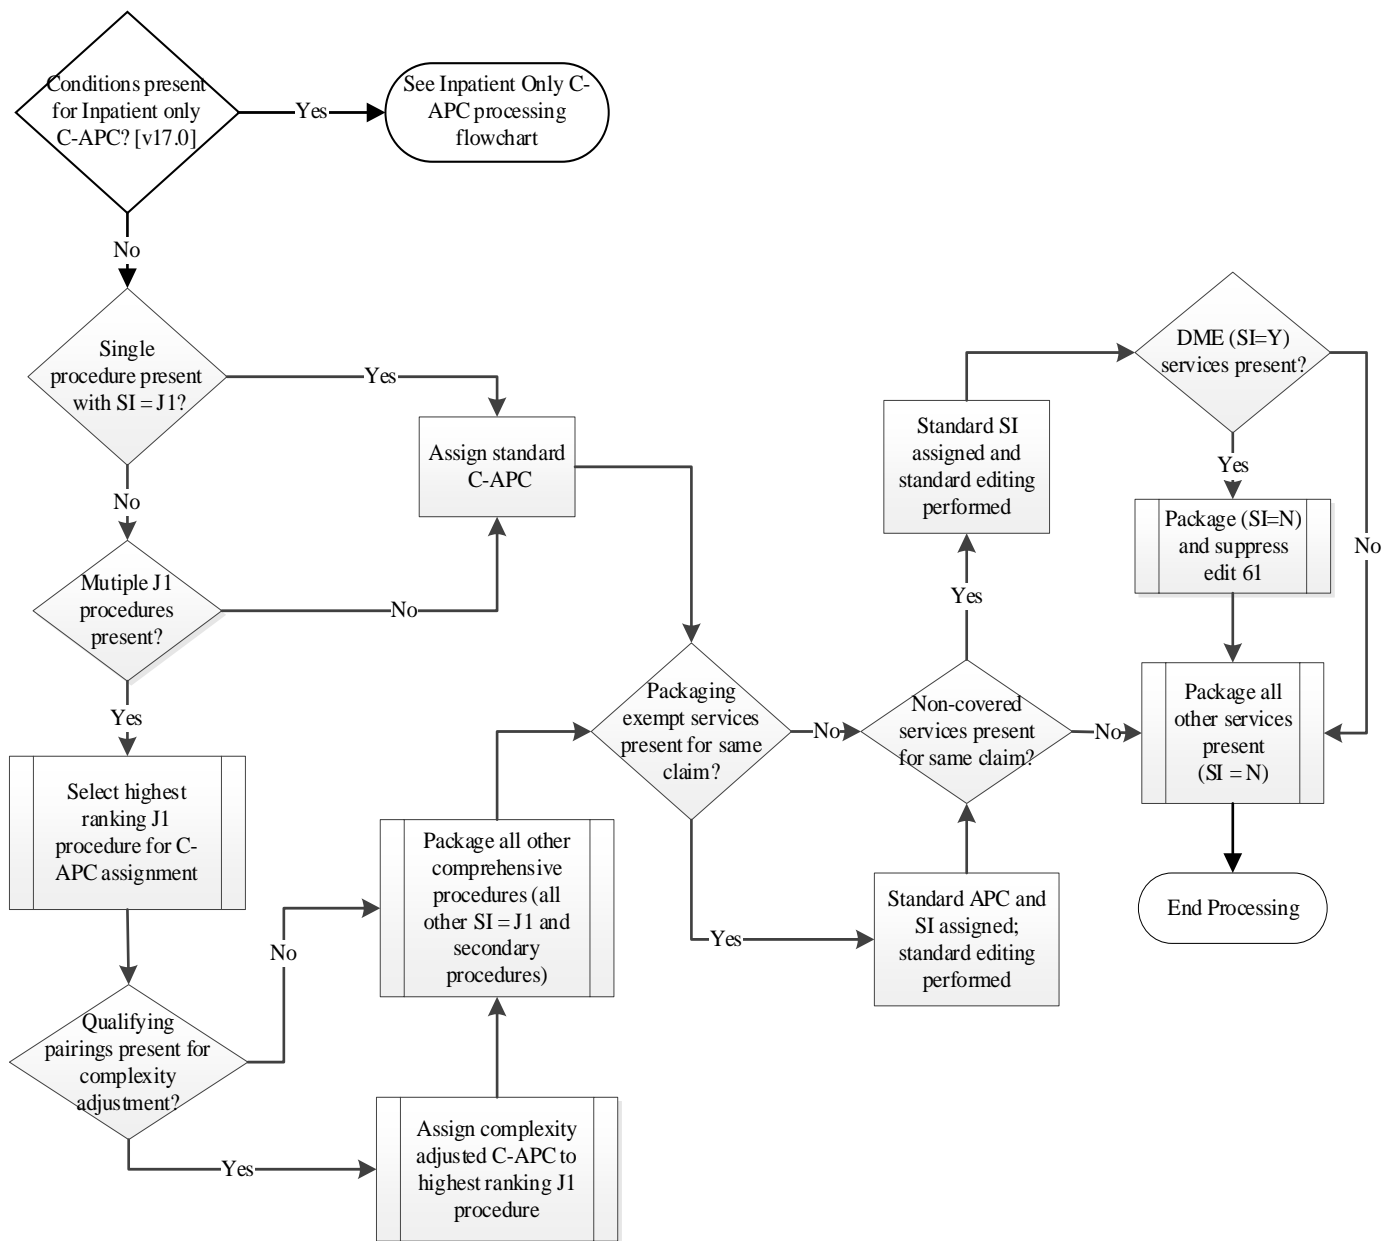 Conditions present
for Inpatient only
C-APC? [v17.0]
Yes
See Inpatient Only C-
APC processing
flowchart
No
Single
procedure present
with SI = J1?
Yes
Assign standard
C-APC
No
Mutiple J1
procedures
present?
No
Yes
Select highest
ranking J1
procedure for C-
APC assignment
Qualifying
pairings present for
complexity
adjustment?
No
Yes
Assign complexity
adjusted C-APC to
highest ranking J1
procedure
Package all other
comprehensive
procedures (all
other SI = J1 and
secondary
procedures)
Packaging
exempt services
present for same
claim?
No
Yes
Standard APC and
SI assigned;
standard editing
performed
Non-covered
services present
for same claim?
Yes
No
Standard SI
assigned and
standard editing
performed
DME (SI=Y)
services present?
Yes
No
Package (SI=N)
and suppress
edit 61
Package all
other services
present
(SI = N)
End Processing